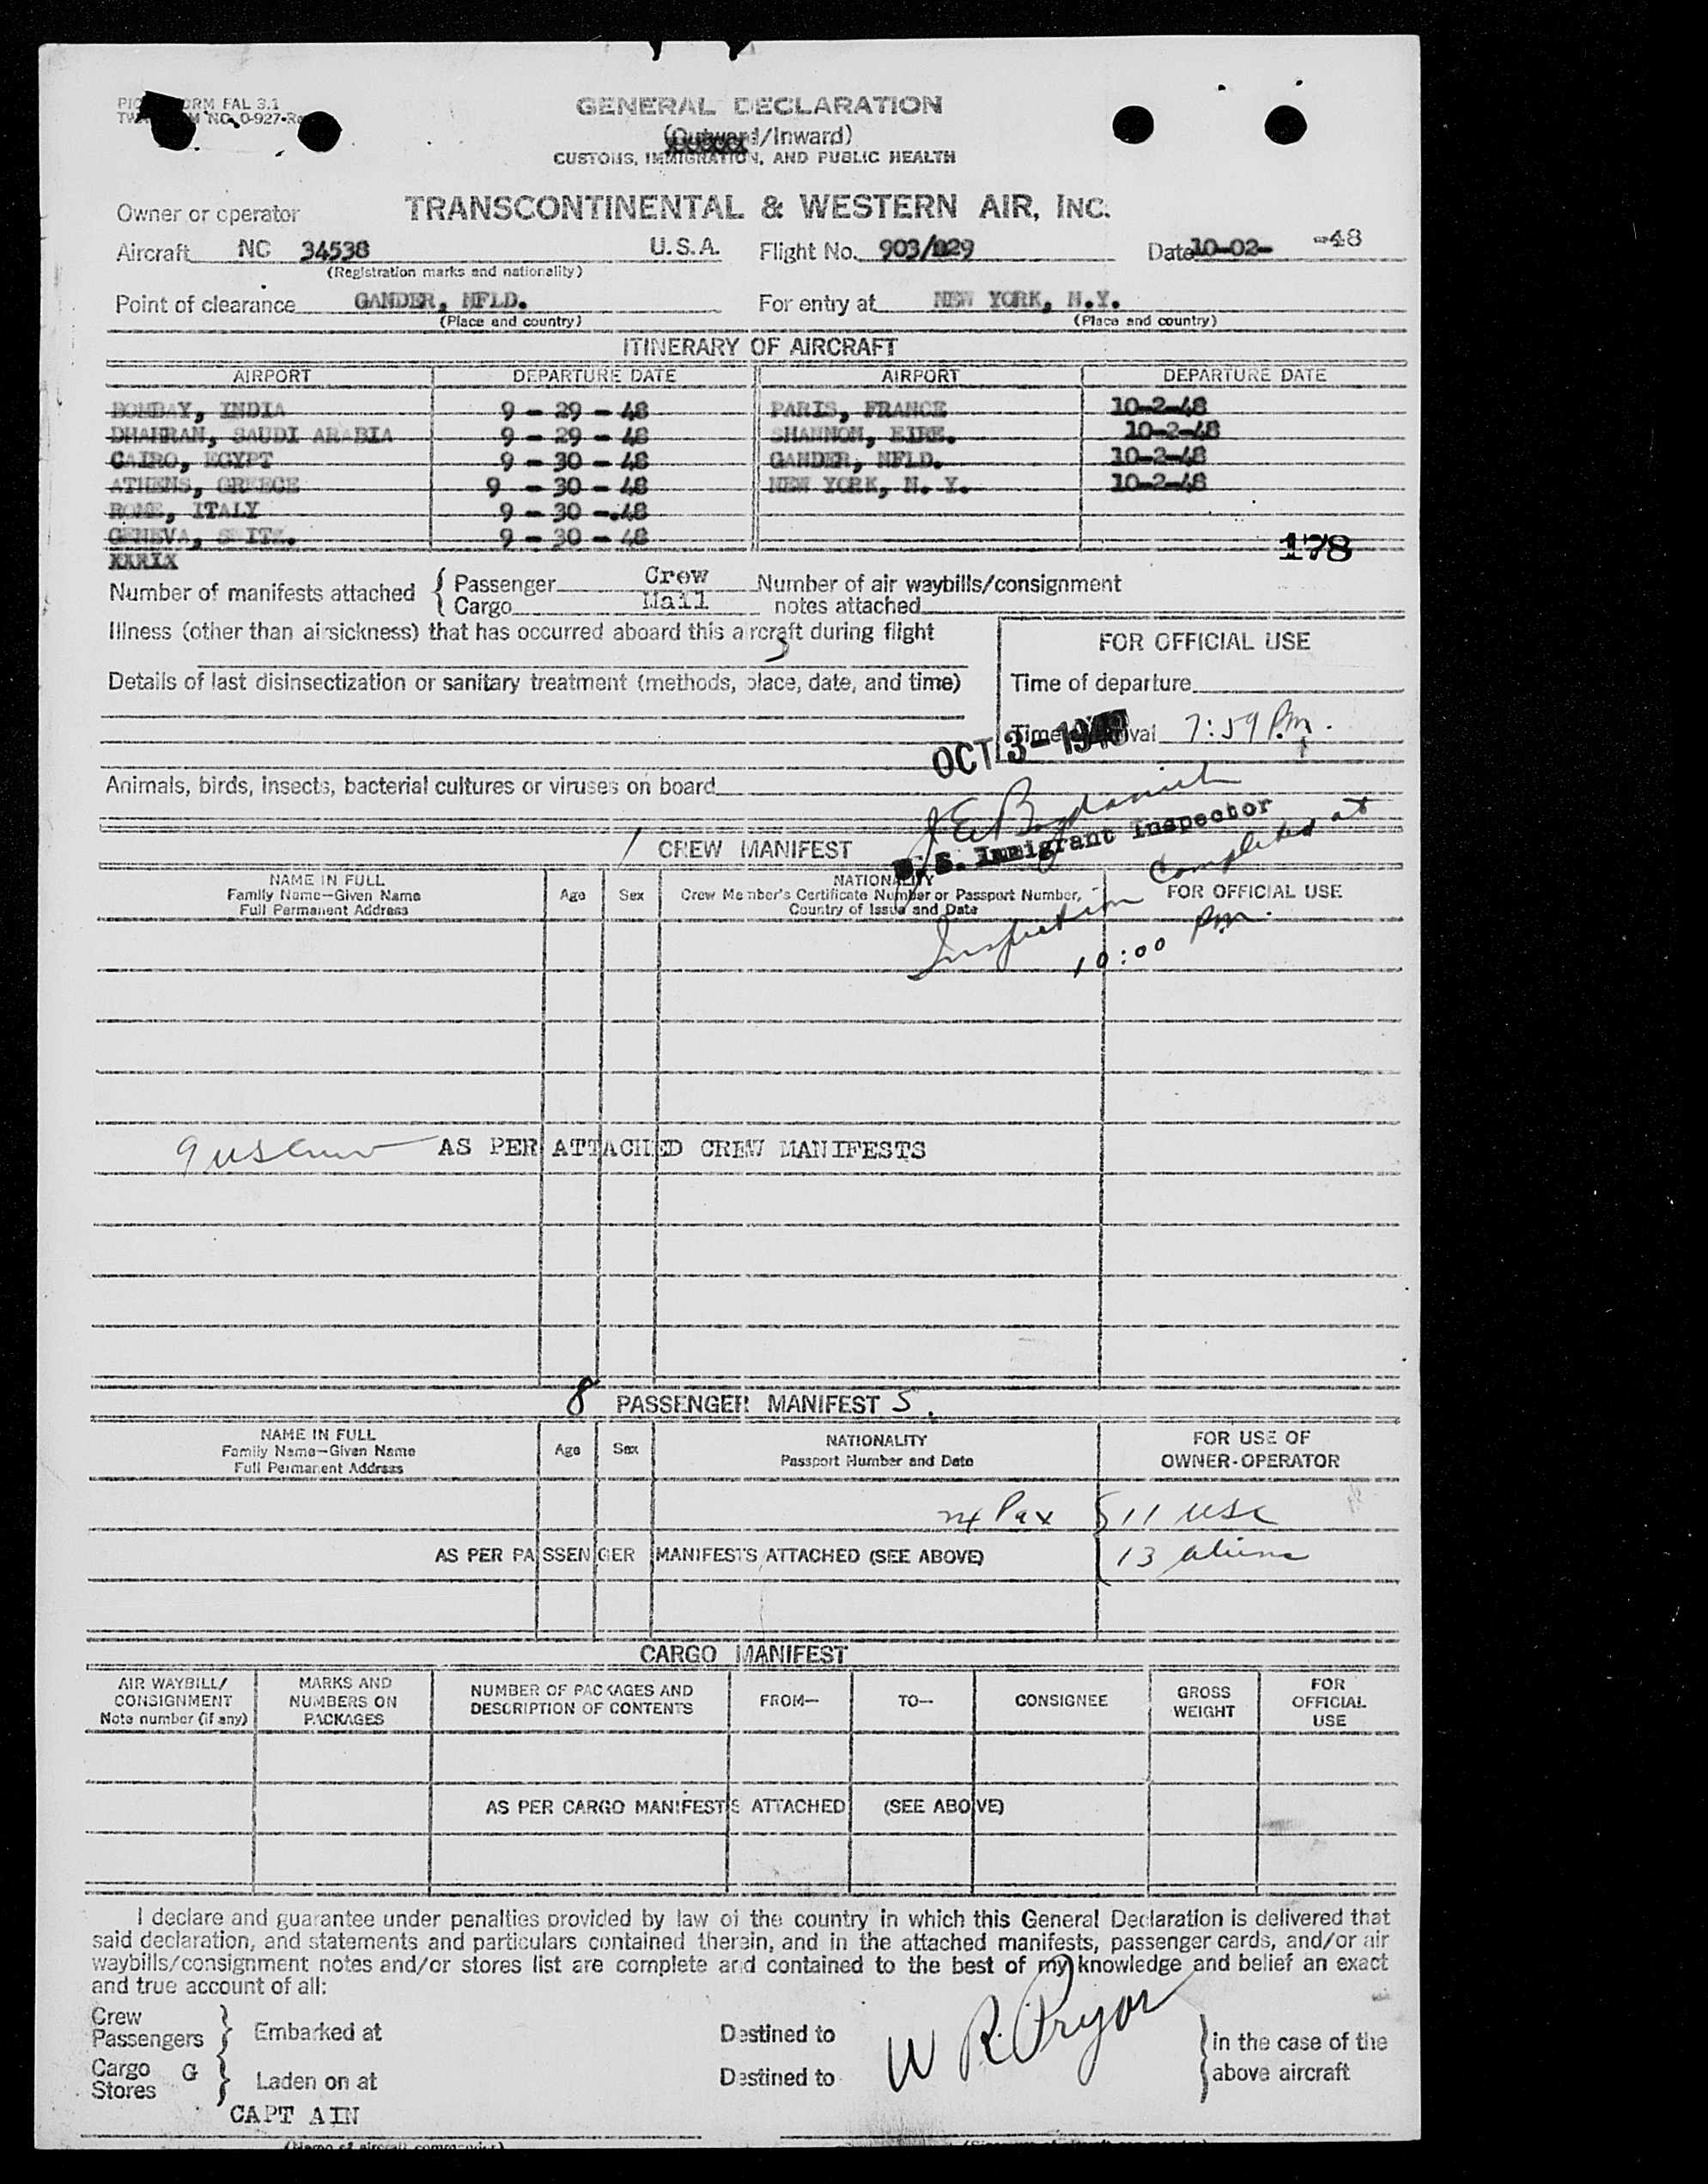 FORM FAL 3.1
NO. 0-927-Re
GENERAL DECLARATION
(Outward/Inward)
CUSTOMS, IMMIGRATION, AND PUBLIC HEALTH
Owner or operator TRANSCONTINENTAL & WESTERN AIR, INC.
Aircraft NC 34538 U.S.A. Flight No. 903/029 Date 10-02- -48
(Registration marks and nationality)
Point of clearance GANDER, NFLD. For entry at NEW YORK, N.Y.
(Place and country) (Place and country)
ITINERARY OF AIRCRAFT
AIRPORT DEPARTURE DATE AIRPORT DEPARTURE DATE
BOMBAY, INDIA 9 - 29 - 48 PARIS, FRANCE 10-2-48
DHAHRAN, SAUDI ARABIA 9 - 29 - 48 SHANNON, EIRE. 10-2-48
CAIRO, EGYPT 9 - 30 - 48 GANDER, NFLD. 10-2-48
ATHENS, GREECE 9 - 30 - 48 NEW YORK, N. Y. 10-2-48
ROME, ITALY 9 - 30 -.48
GENEVA, S ITZ. 9 - 30 - 48
178
Number of manifests attached { Passenger Crew Number of air waybills/consignment
Cargo Mail notes attached
Illness (other than airsickness) that has occurred aboard this aircraft during flight
FOR OFFICIAL USE
Details of last disinsectization or sanitary treatment (methods, place, date, and time)
Time of departure
Time of arrival 7:59 P.m.
OCT 3-1948
Animals, birds, insects, bacterial cultures or viruses on board
U. S. Immigrant Inspector
1 CREW MANIFEST
Inspection Completed at
10:00 pm.
NAME IN FULL
Family Name—Given Name
Full Permanent Address
Age Sex
NATIONALITY
Crew Member's Certificate Number or Passport Number,
Country of Issue and Date
FOR OFFICIAL USE
9 usc AS PER ATTACHED CREW MANIFESTS
8 PASSENGER MANIFEST S.
NAME IN FULL
Family Name—Given Name
Full Permanent Address
Age Sex
NATIONALITY
Passport Number and Date
FOR USE OF
OWNER-OPERATOR
24 Pax { 11 usc
AS PER PASSENGER MANIFESTS ATTACHED (SEE ABOVE) 13 aliens
CARGO MANIFEST
AIR WAYBILL/
CONSIGNMENT
Note number (if any)
MARKS AND
NUMBERS ON
PACKAGES
NUMBER OF PACKAGES AND
DESCRIPTION OF CONTENTS
FROM—
TO—
CONSIGNEE
GROSS
WEIGHT
FOR
OFFICIAL
USE
AS PER CARGO MANIFESTS ATTACHED (SEE ABOVE)
I declare and guarantee under penalties provided by law of the country in which this General Declaration is delivered that
said declaration, and statements and particulars contained therein, and in the attached manifests, passenger cards, and/or air
waybills/consignment notes and/or stores list are complete and contained to the best of my knowledge and belief an exact
and true account of all:
Crew
Passengers } Embarked at Destined to
Cargo G
Stores } Laden on at Destined to
W R. Pryor
} in the case of the
above aircraft
CAPT AIN
(Name of aircraft commander)